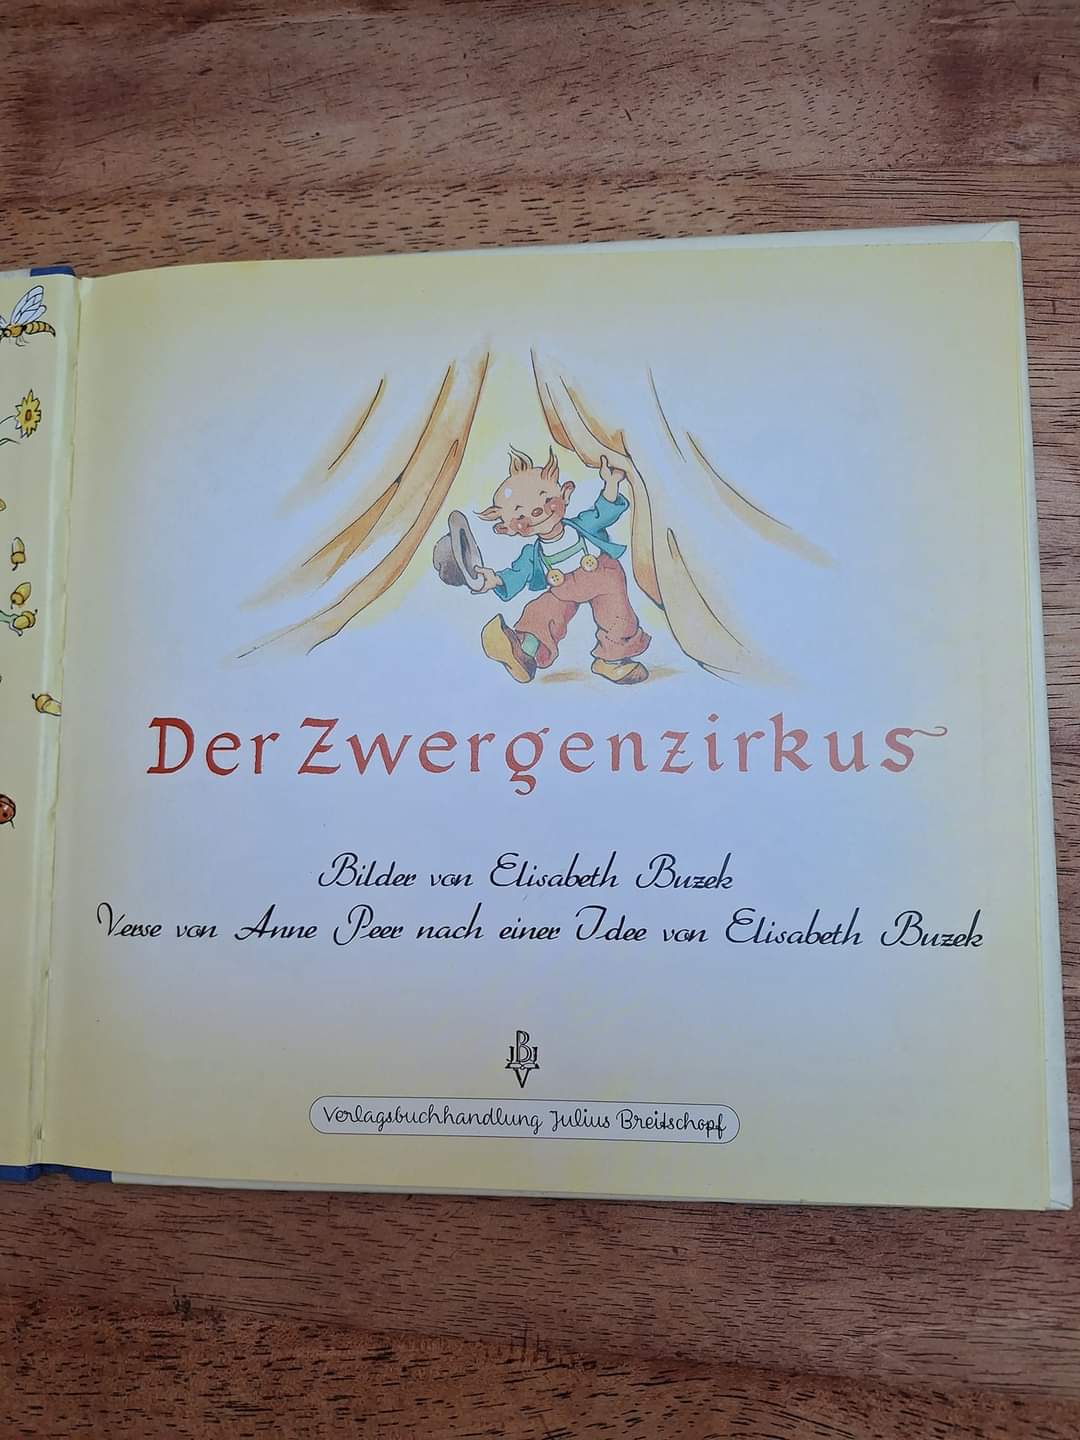 Der Zwergenzirkus
Bilder von Elisabeth Buzek
Verse von Anne Peer nach einer Idee von Elisabeth Buzek
JBJ
V
Verlagsbuchhandlung Julius Breitschopf